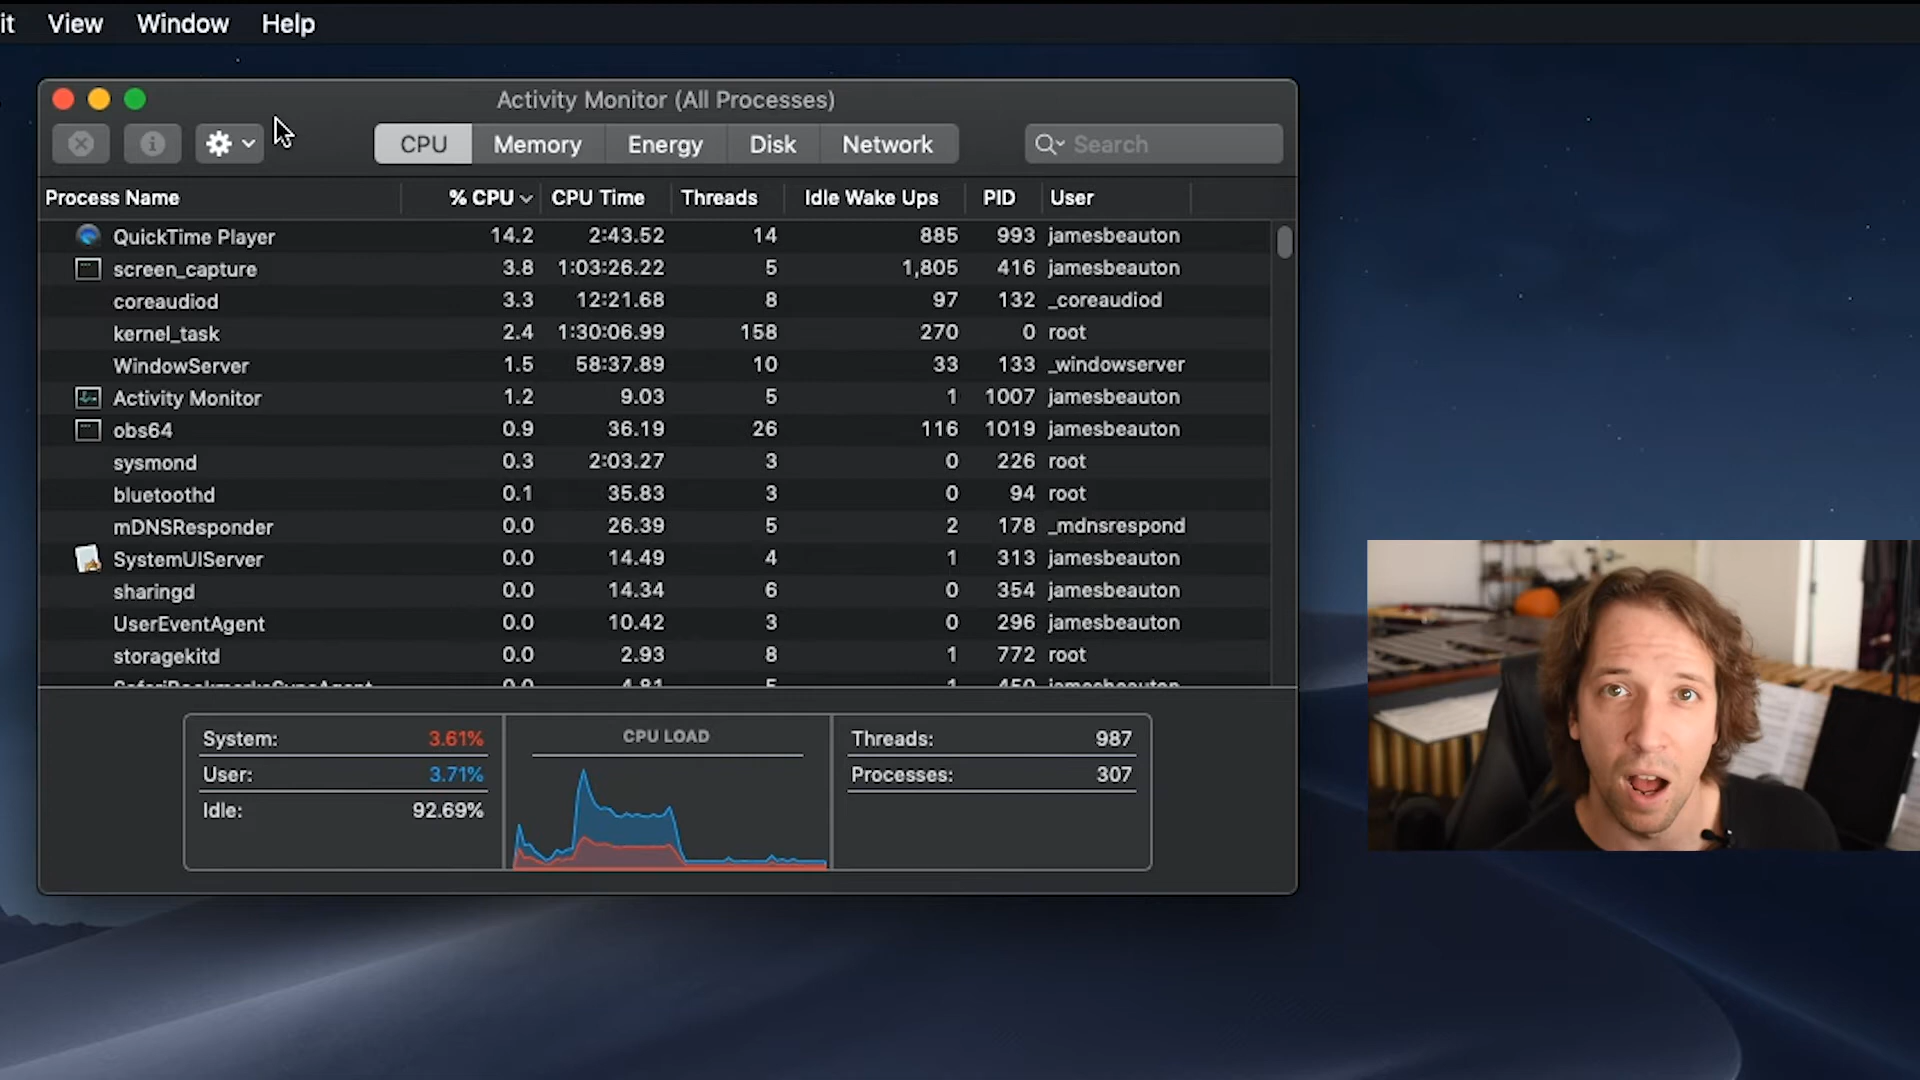 it View Window Help
Activity Monitor (All Processes)
CPU Memory Energy Disk Network Search
Process Name % CPU CPU Time Threads Idle Wake Ups PID User
QuickTime Player 14.2 2:43.52 14 885 993 jamesbeauton
screen_capture 3.8 1:03:26.22 5 1,805 416 jamesbeauton
coreaudiod 3.3 12:21.68 8 97 132 _coreaudiod
kernel_task 2.4 1:30:06.99 158 270 0 root
WindowServer 1.5 58:37.89 10 33 133 _windowserver
Activity Monitor 1.2 9.03 5 1 1007 jamesbeauton
obs64 0.9 36.19 26 116 1019 jamesbeauton
sysmond 0.3 2:03.27 3 0 226 root
bluetoothd 0.1 35.83 3 0 94 root
mDNSResponder 0.0 26.39 5 2 178 _mdnsrespond
SystemUIServer 0.0 14.49 4 1 313 jamesbeauton
sharingd 0.0 14.34 6 0 354 jamesbeauton
UserEventAgent 0.0 10.42 3 0 296 jamesbeauton
storagekitd 0.0 2.93 8 1 772 root
SafariBookmarksSyncAgent 0.0 4.81 5 1 450 jamesbeauton
System: 3.61% CPU LOAD Threads: 987
User: 3.71% Processes: 307
Idle: 92.69%